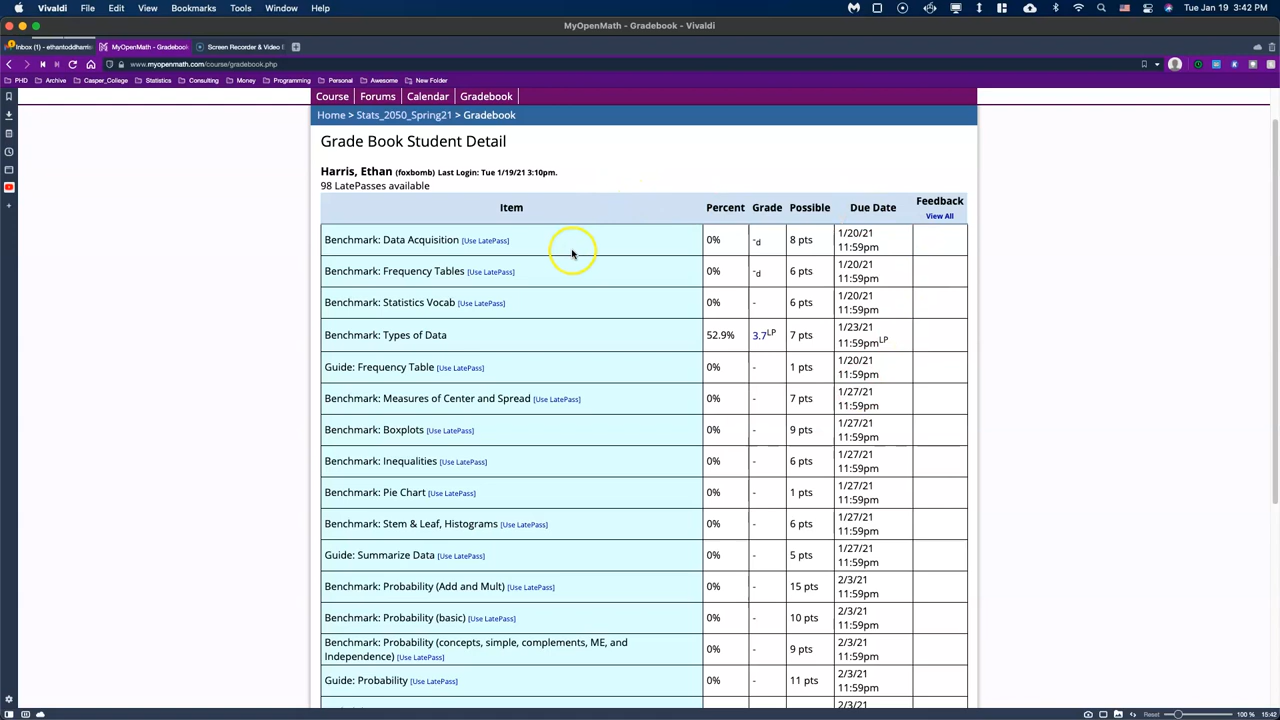 Vivaldi File Edit View Bookmarks Tools Window Help Tue Jan 19 3:42 PM
MyOpenMath - Gradebook - Vivaldi
Inbox (1) - ethantoddharr MyOpenMath - Gradebook Screen Recorder & Video
www.myopenmath.com/course/gradebook.php
PHD Archive Casper_College Statistics Consulting Money Programming Personal Awesome New Folder
Course Forums Calendar Gradebook
Home > Stats_2050_Spring21 > Gradebook
Grade Book Student Detail
Harris, Ethan (foxbomb) Last Login: Tue 1/19/21 3:10pm.
98 LatePasses available
Item Percent Grade Possible Due Date Feedback
View All
Benchmark: Data Acquisition [Use LatePass] 0% -d 8 pts 1/20/21
11:59pm
Benchmark: Frequency Tables [Use LatePass] 0% -d 6 pts 1/20/21
11:59pm
Benchmark: Statistics Vocab [Use LatePass] 0% - 6 pts 1/20/21
11:59pm
Benchmark: Types of Data 52.9% 3.7LP 7 pts 1/23/21
11:59pmLP
Guide: Frequency Table [Use LatePass] 0% - 1 pts 1/20/21
11:59pm
Benchmark: Measures of Center and Spread [Use LatePass] 0% - 7 pts 1/27/21
11:59pm
Benchmark: Boxplots [Use LatePass] 0% - 9 pts 1/27/21
11:59pm
Benchmark: Inequalities [Use LatePass] 0% - 6 pts 1/27/21
11:59pm
Benchmark: Pie Chart [Use LatePass] 0% - 1 pts 1/27/21
11:59pm
Benchmark: Stem & Leaf, Histograms [Use LatePass] 0% - 6 pts 1/27/21
11:59pm
Guide: Summarize Data [Use LatePass] 0% - 5 pts 1/27/21
11:59pm
Benchmark: Probability (Add and Mult) [Use LatePass] 0% - 15 pts 2/3/21
11:59pm
Benchmark: Probability (basic) [Use LatePass] 0% - 10 pts 2/3/21
11:59pm
Benchmark: Probability (concepts, simple, complements, ME, and
Independence) [Use LatePass] 0% - 9 pts 2/3/21
11:59pm
Guide: Probability [Use LatePass] 0% - 11 pts 2/3/21
11:59pm
2/3/21
Reset 100 % 15:42